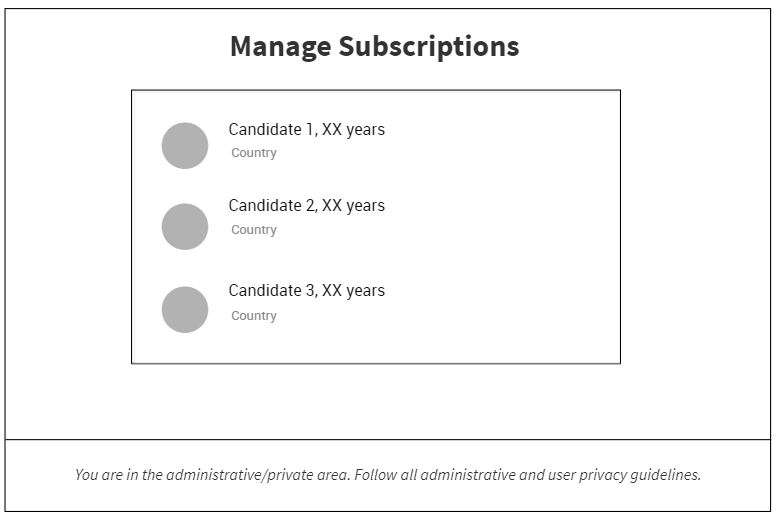 Manage Subscriptions
Candidate 1, XX years
Country
Candidate 2, XX years
Country
Candidate 3, XX years
Country
You are in the administrative/private area. Follow all administrative and user privacy guidelines.